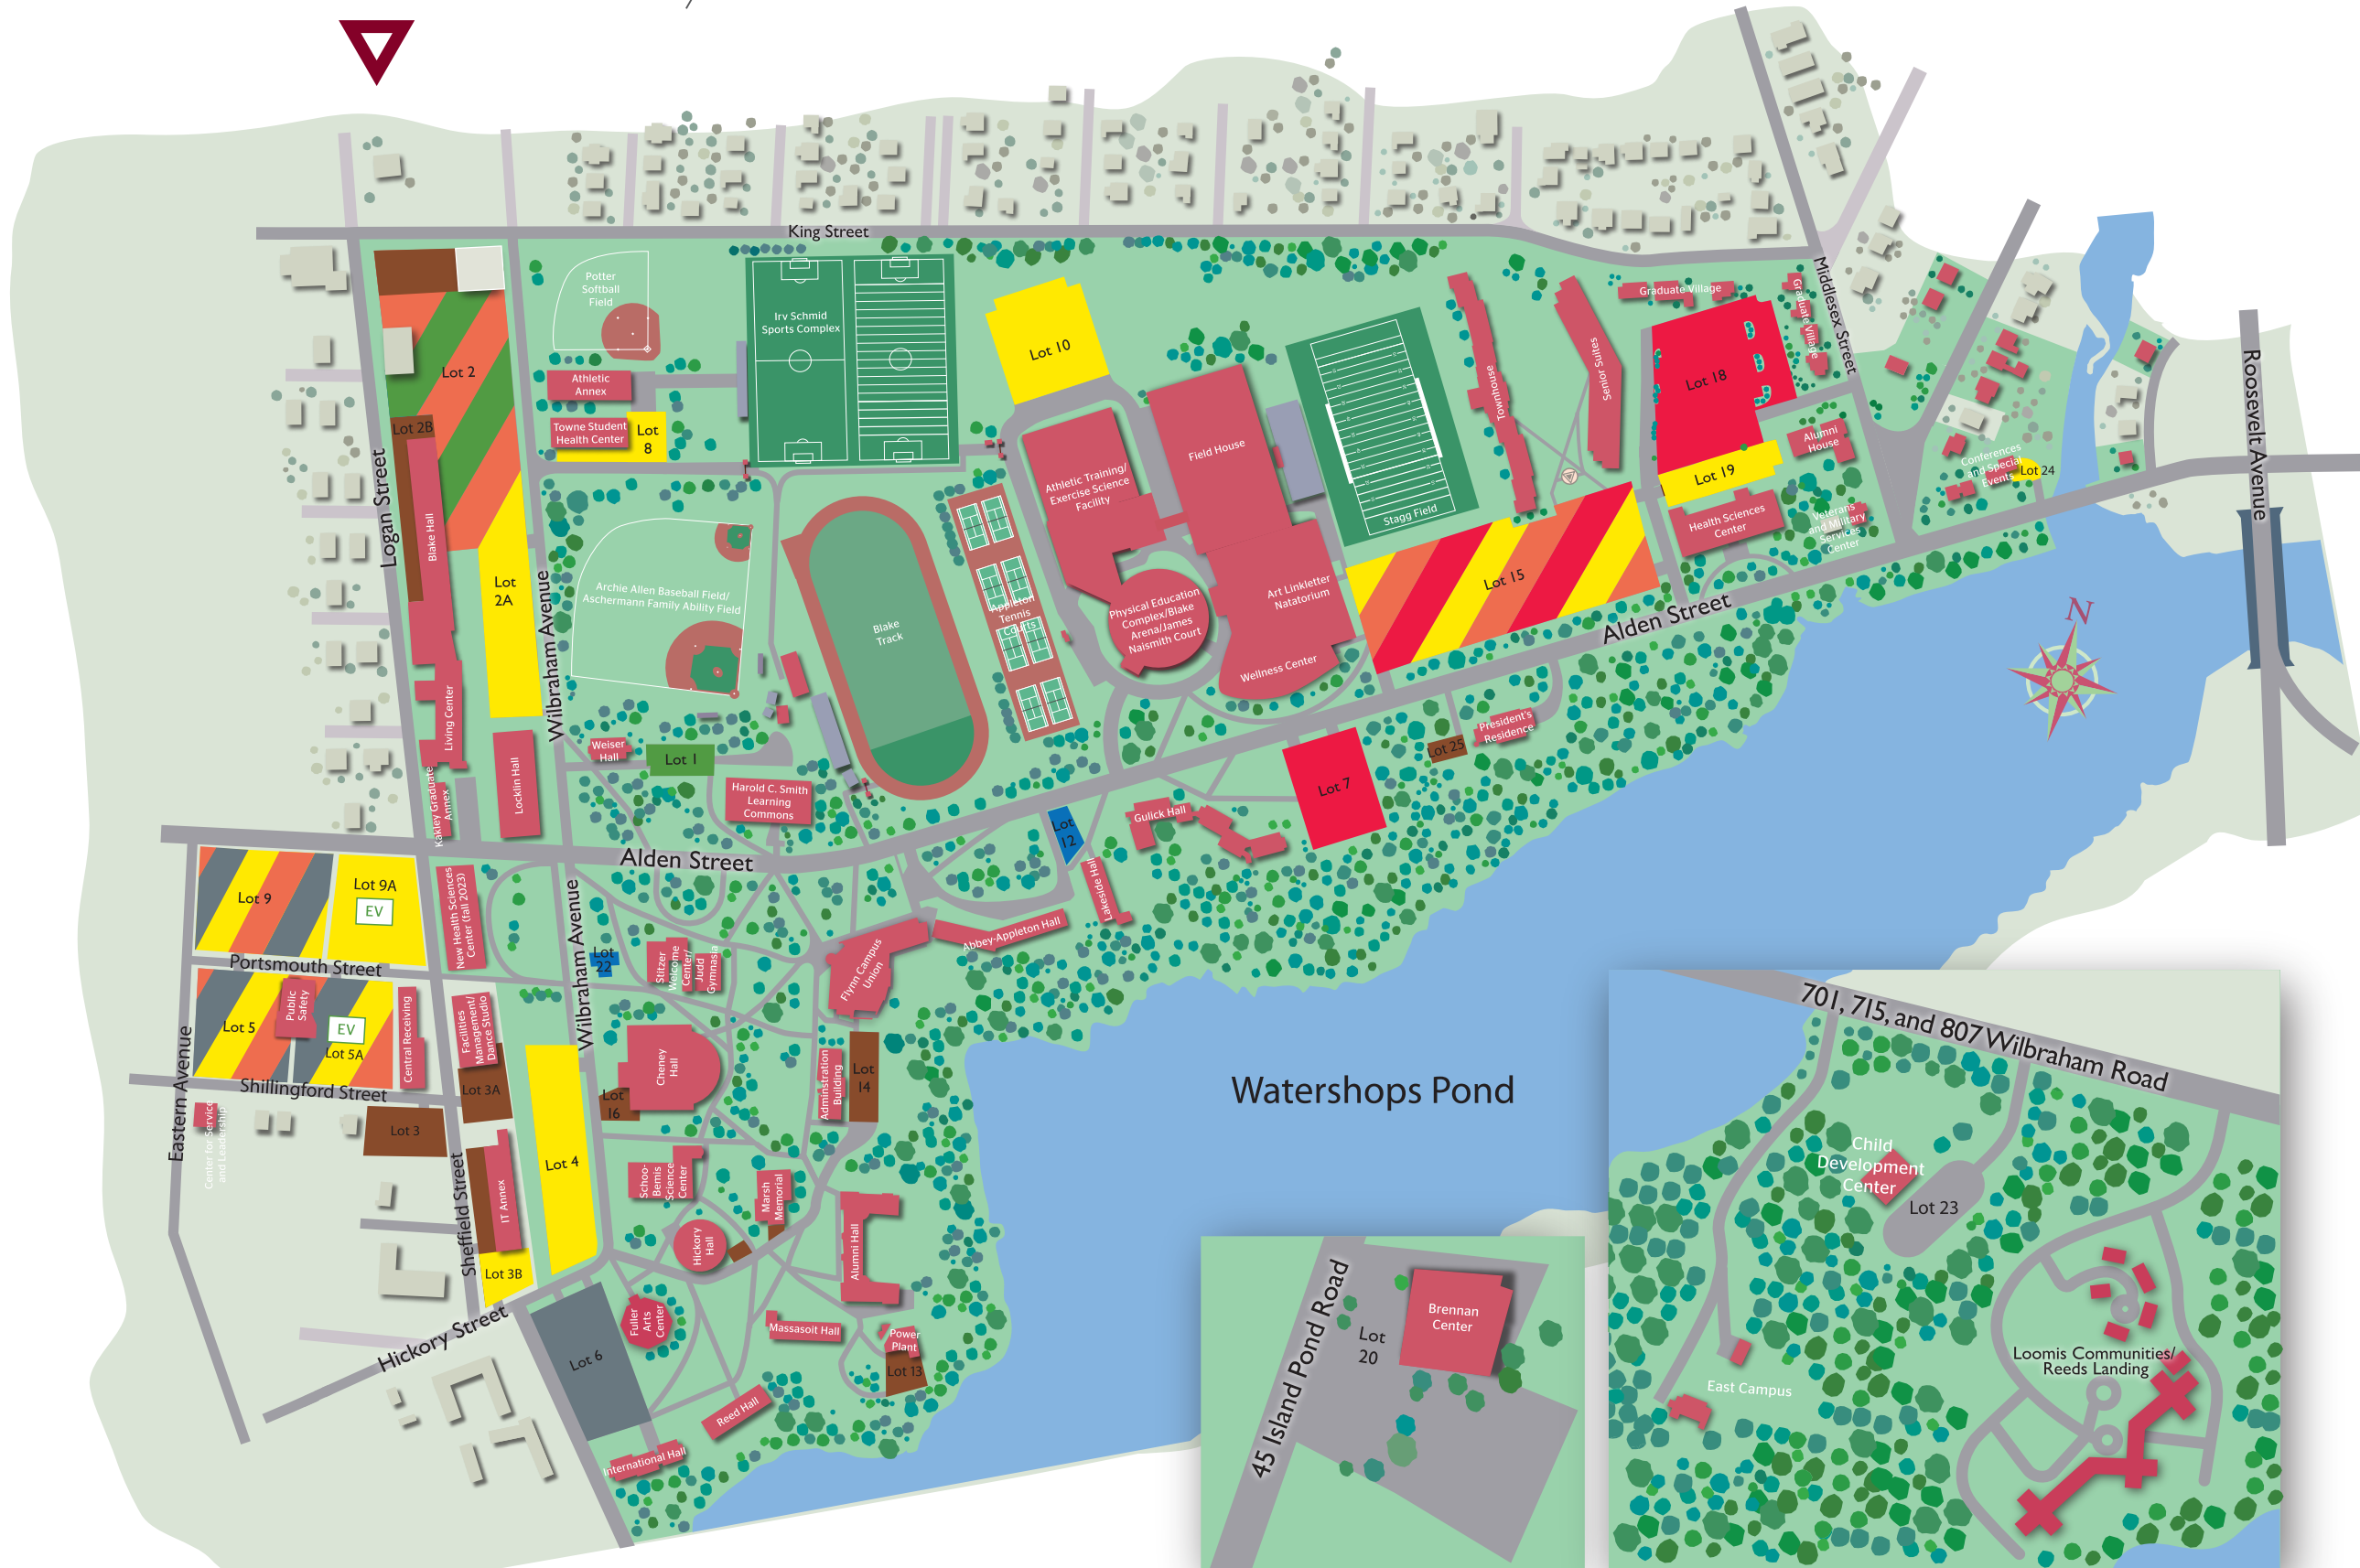 King Street
Potter
Softball
Field
Irv Schmid
Sports Complex
Lot 10
Graduate Village
Graduate Village
Middlesex Street
Roosevelt Avenue
Lot 2
Athletic
Annex
Towne Student
Health Center
Lot
8
Lot 2B
Logan Street
Blake Hall
Field House
Athletic Training/
Exercise Science
Facility
Stagg Field
Townhouse
Senior Suites
Lot 18
Lot 19
Alumni
House
Conferences
and Special
Events
Lot 24
Health Sciences
Center
Veterans
and Military
Services
Center
Lot
2A
Wilbraham Avenue
Archie Allen Baseball Field/
Aschermann Family Ability Field
Blake
Track
Appleton
Tennis
Courts
Physical Education
Complex/Blake
Arena/James
Naismith Court
Art Linkletter
Natatorium
Wellness Center
Lot 15
Alden Street
N
Living Center
Weiser
Hall
Lot 1
Locklin Hall
Harold C. Smith
Learning
Commons
Kakley Graduate
Annex
President's
Residence
Lot 25
Lot 7
Gulick Hall
Lot
12
Lakeside Hall
Alden Street
Lot 9
Lot 9A
EV
New Health Sciences
Center (fall 2023)
Wilbraham Avenue
Abbey-Appleton Hall
Flynn Campus
Union
Lot
22
Stitzer
Welcome
Center/
Judd
Gymnasia
Portsmouth Street
Public
Safety
Lot 5
EV
Lot 5A
Central Receiving
Facilities
Management/
Dance Studio
Eastern Avenue
Shillingford Street
Lot 3A
Cheney
Hall
Lot
16
Adminstration
Building
Lot
14
Watershops Pond
Center for Service
and Leadership
Lot 3
Lot 4
Sheffield Street
IT Annex
Schoo-
Bemis
Science
Center
Marsh
Memorial
Hickory
Hall
Alumni Hall
Lot 3B
Hickory Street
Lot 6
Fuller
Arts
Center
Massasoit Hall
Power
Plant
Lot 13
Reed Hall
International Hall
45 Island Pond Road
Lot
20
Brennan
Center
701, 715, and 807 Wilbraham Road
Child
Development
Center
Lot 23
Loomis Communities/
Reeds Landing
East Campus